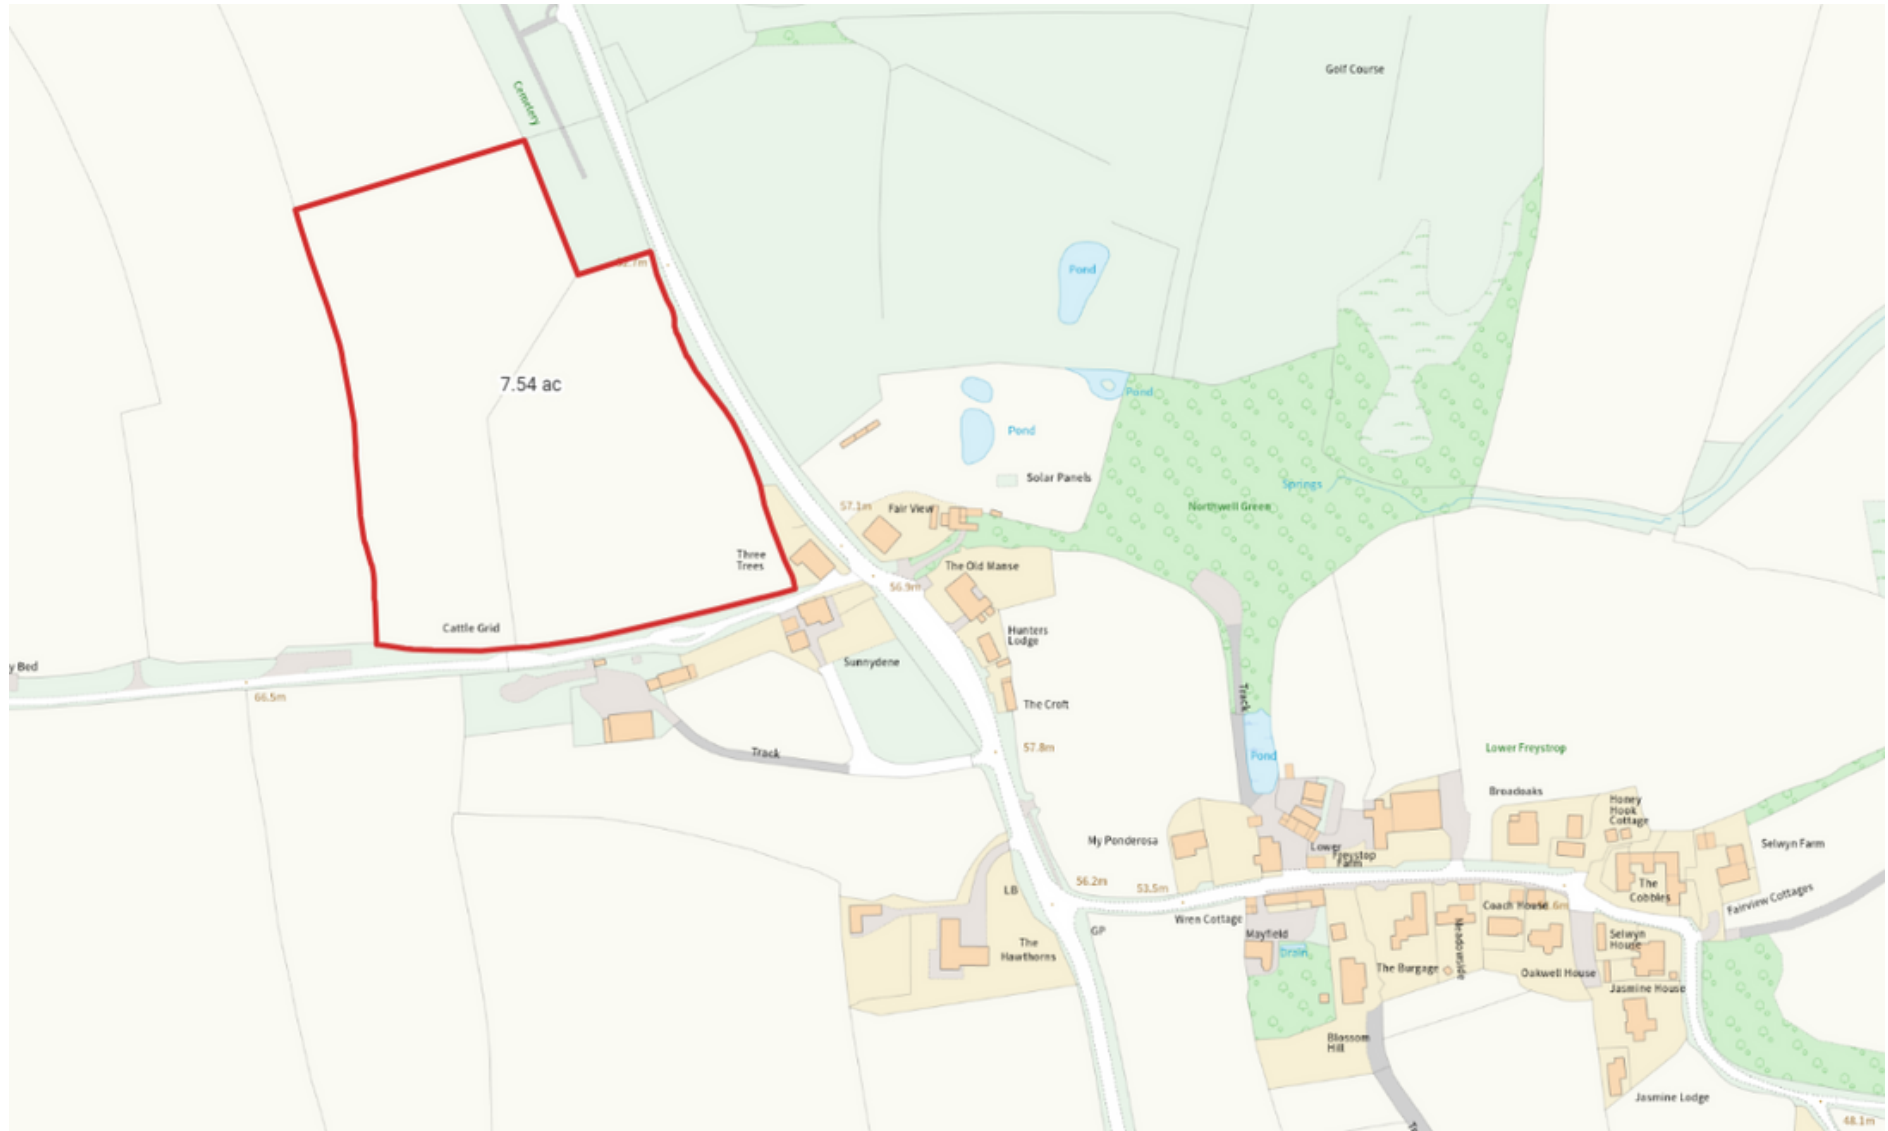 Golf Course
Cemetery
Pond
7.54 ac
Pond
Pond
Solar Panels
Springs
Northwell Green
57.1m
Fair View
Three
Trees
The Old Manse
56.9m
Cattle Grid
Hunters
Lodge
y Bed
Sunnydene
66.5m
The Croft
Track
57.8m
Track
Pond
Lower Freystrop
Broadoaks
Honey
Hook
Cottage
My Ponderosa
Lower
Freystop
Farm
Selwyn Farm
56.2m
53.5m
LB
The
Cobbles
Fairview Cottages
Wren Cottage
Coach House
GP
Mayfield
Meadowside
Selwyn
House
The
Hawthorns
Drain
The Burgage
Oakwell House
Jasmine House
Blossom
Hill
Jasmine Lodge
48.1m